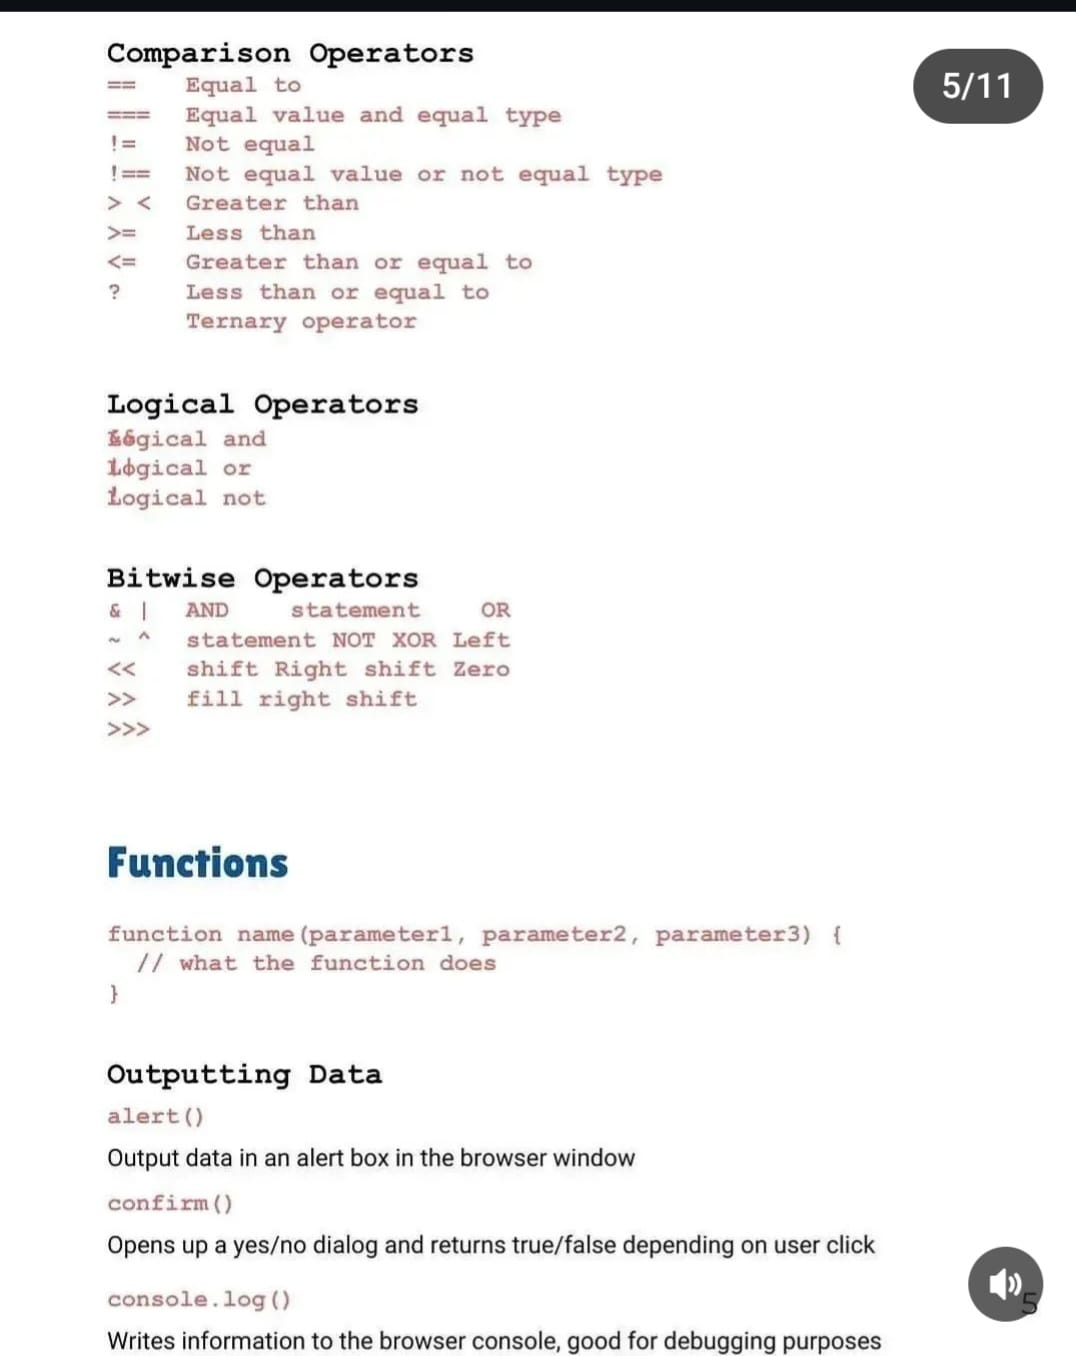 5/11
Comparison Operators
== Equal to
=== Equal value and equal type
!= Not equal
!== Not equal value or not equal type
> < Greater than
>= Less than
<= Greater than or equal to
? Less than or equal to
Ternary operator
Logical Operators
&& Logical and
|| Logical or
! Logical not
Bitwise Operators
& | AND statement OR
~ ^ statement NOT XOR Left
<< shift Right shift Zero
>> fill right shift
>>>
Functions
function name(parameter1, parameter2, parameter3) {
// what the function does
}
Outputting Data
alert()
Output data in an alert box in the browser window
confirm()
Opens up a yes/no dialog and returns true/false depending on user click
console.log()
5
Writes information to the browser console, good for debugging purposes